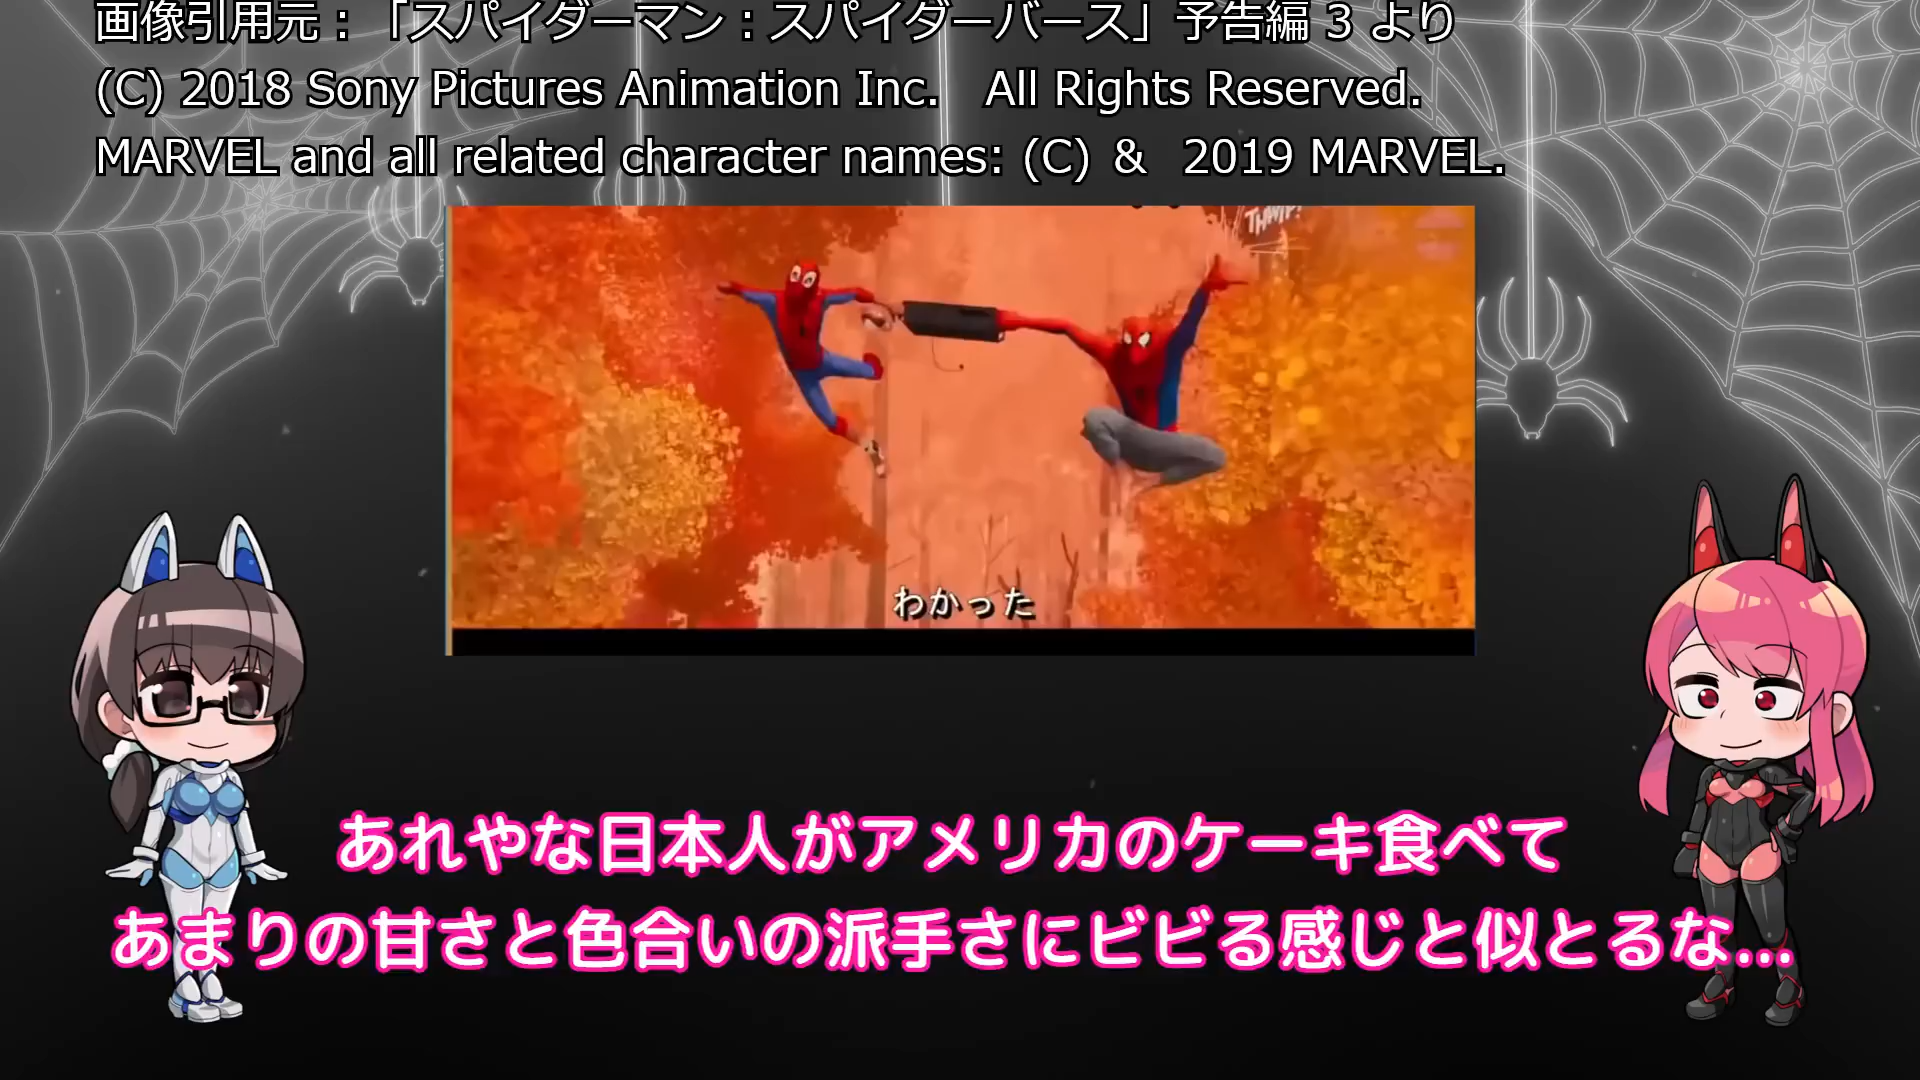 画像引用元：「スパイダーマン：スパイダーバース」予告編 3 より
(C) 2018 Sony Pictures Animation Inc.　All Rights Reserved.
MARVEL and all related character names: (C) ＆ 2019 MARVEL.
THWIP!
わかった
あれやな日本人がアメリカのケーキ食べて
あまりの甘さと色合いの派手さにビビる感じと似とるな...